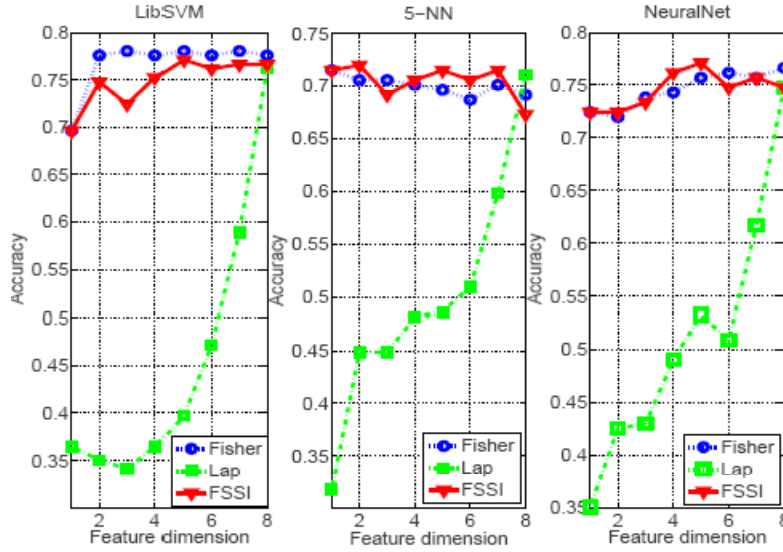 LibSVM
0.8
0.75
0.7
0.65
0.6
0.55
0.5
0.45
0.4
0.35
Accuracy
2 4 6 8
Feature dimension
Fisher
Lap
FSSI
5-NN
0.75
0.7
0.65
0.6
0.55
0.5
0.45
0.4
0.35
Accuracy
2 4 6 8
Feature dimension
Fisher
Lap
FSSI
NeuralNet
0.8
0.75
0.7
0.65
0.6
0.55
0.5
0.45
0.4
0.35
Accuracy
2 4 6 8
Feature dimension
Fisher
Lap
FSSI